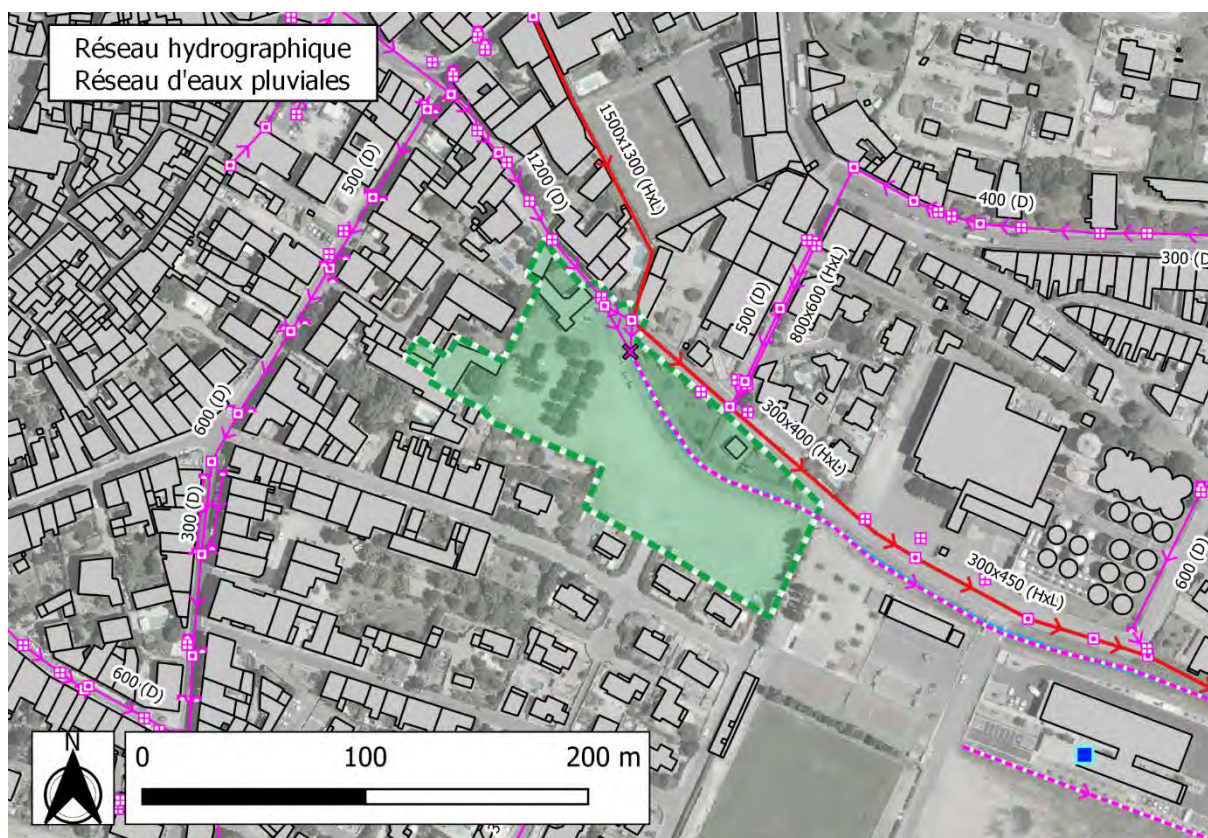 Réseau hydrographique
Réseau d'eaux pluviales
500 (D)
1200 (D)
1500x1300 (HxL)
400 (D)
300 (D
500 (D)
800x600 (HxL)
600 (D)
300x400 (HxL)
300 (D)
300x450 (HxL)
600 (D)
600 (D)
N
0 100 200 m